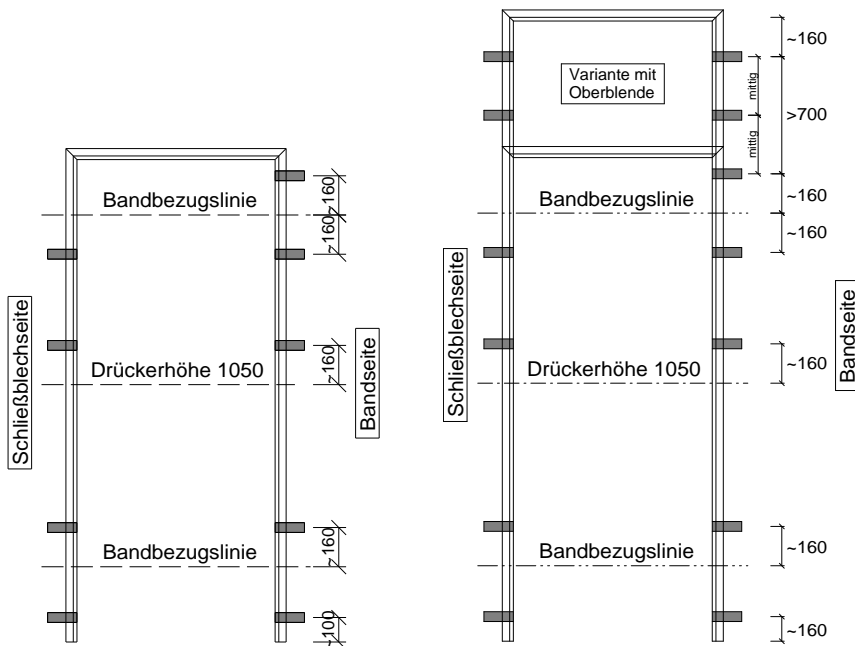 Bandbezugslinie
Drückerhöhe 1050
Bandbezugslinie
Schließblechseite
Bandseite
~160
~160
~160
~160
~100
Variante mit
Oberblende
Bandbezugslinie
Drückerhöhe 1050
Bandbezugslinie
Schließblechseite
Bandseite
mittig
mittig
~160
>700
~160
~160
~160
~160
~160